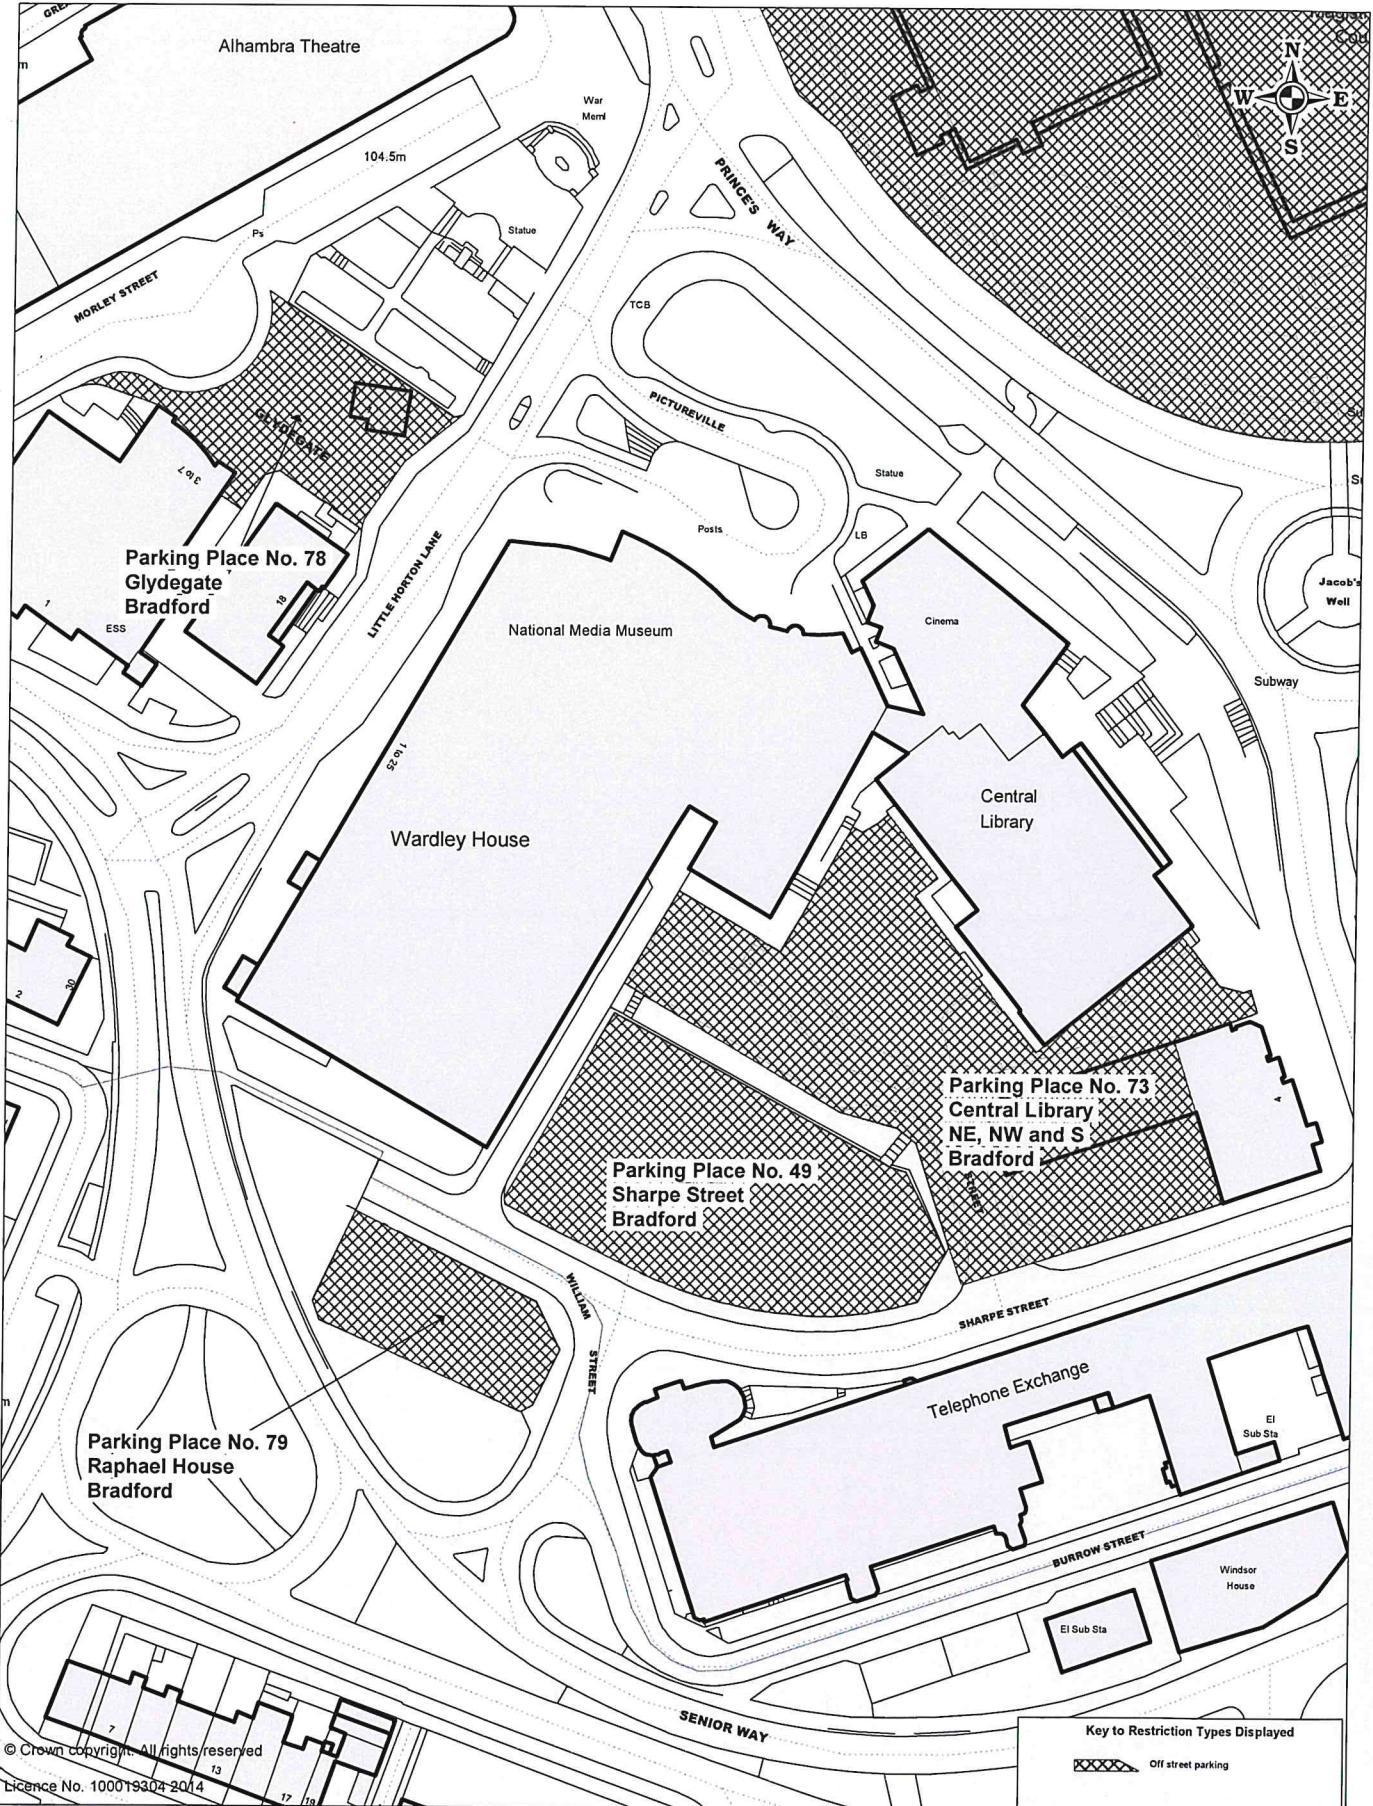 Alhambra Theatre
N
W
E
S
War
Meml
104.5m
PRINCE'S WAY
Statue
Ps
MORLEY STREET
TCB
PICTUREVILLE
GLYDEGATE
3 to 7
Statue
Posts
LB
Parking Place No. 78
Glydegate
Bradford
LITTLE HORTON LANE
18
1
ESS
National Media Museum
Cinema
Jacob's
Well
Subway
1 to 25
Central
Library
Wardley House
2
30
Parking Place No. 73
Central Library
NE, NW and S
Bradford
4
STREET
Parking Place No. 49
Sharpe Street
Bradford
WILLIAM
STREET
SHARPE STREET
Telephone Exchange
El
Sub Sta
Parking Place No. 79
Raphael House
Bradford
BURROW STREET
Windsor
House
El Sub Sta
SENIOR WAY
7
13
17
19
© Crown copyright. All rights reserved
Licence No. 100019304 2014
Key to Restriction Types Displayed
Off street parking